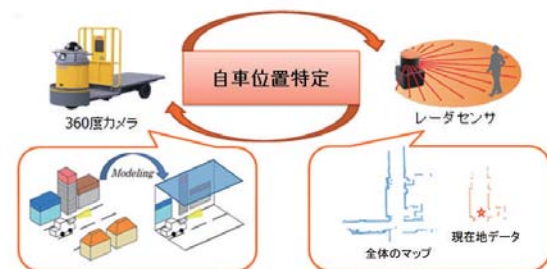 自車位置特定
360度カメラ
レーダセンサ
Modeling
全体のマップ
現在地データ